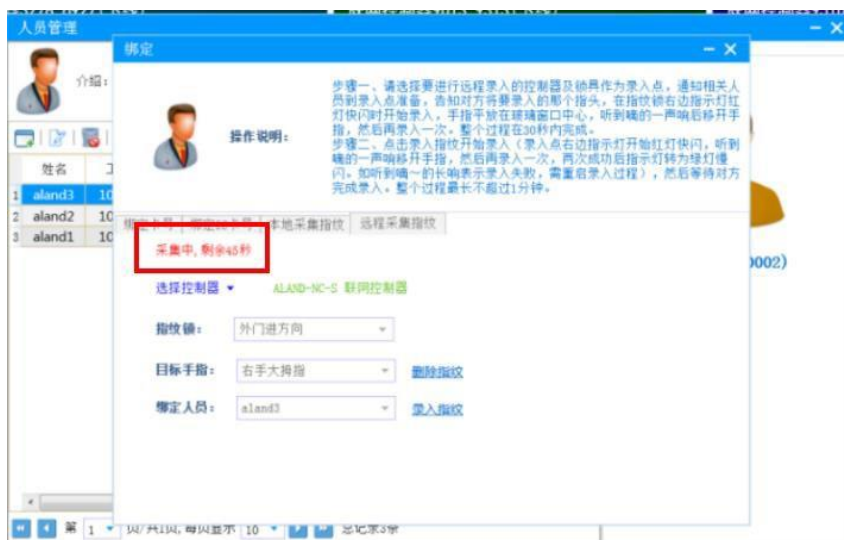 人员管理
绑定
介绍：
操作说明：
步骤一、请选择要进行远程录入的控制器及锁具作为录入点，通知相关人
员到录入点准备，告知对方将要录入的那个指头，在指纹锁右边指示灯红
灯快闪时开始录入，手指平放在玻璃窗口中心，听到嘀的一声响后移开手
指，然后再录入一次。整个过程在30秒内完成。
步骤二、点击录入指纹开始录入（录入点右边指示灯开始红灯快闪，听到
嘀的一声响移开手指，然后再录入一次，两次成功后指示灯转为绿灯慢
闪。如听到嘀～的长响表示录入失败，需重启录入过程），然后等待对方
完成录入。整个过程最长不超过1分钟。
姓名
1 aland3 10
2 aland2 10
3 aland1 10
本地采集指纹 远程采集指纹
采集中,剩余45秒
0002)
选择控制器 ALAND-NC-S 联网控制器
指纹锁： 外门进方向
目标手指： 右手大拇指 删除指纹
绑定人员： aland3 录入指纹
第 1 页/共1页,每页显示 10 总记录3条